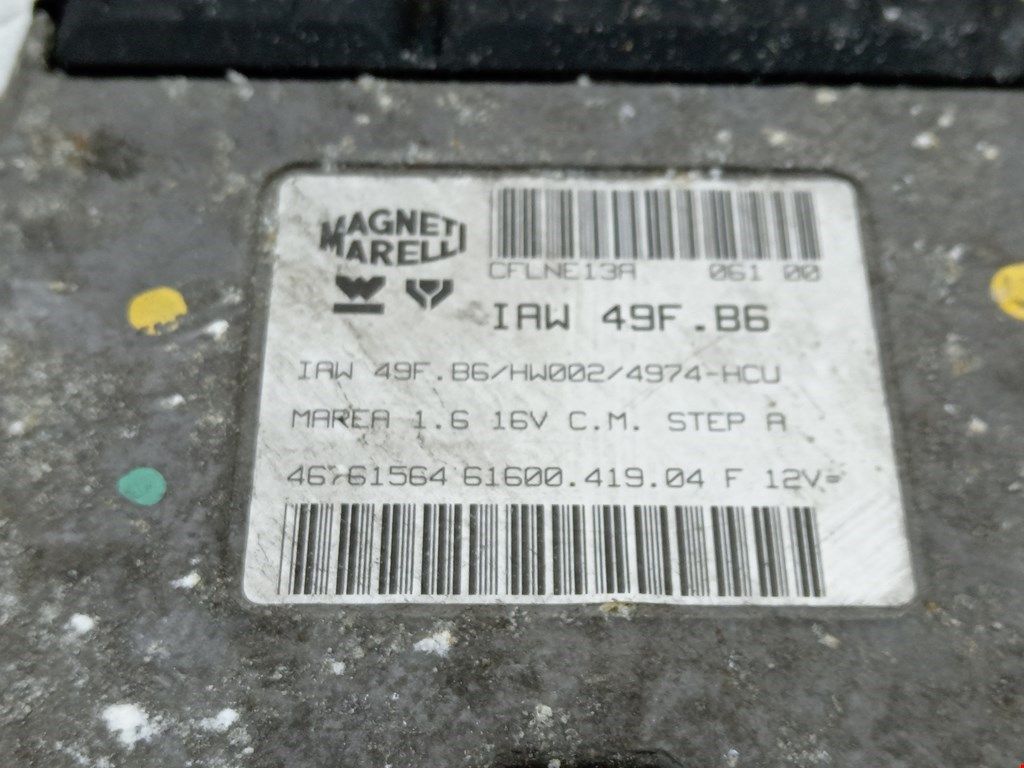 MAGNETI
MARELLI
CFLNE13A 061 00
IAW 49F.B6
IAW 49F.B6/HW002/4974-HCU
MAREA 1.6 16V C.M. STEP A
46761564 61600.419.04 F 12V=